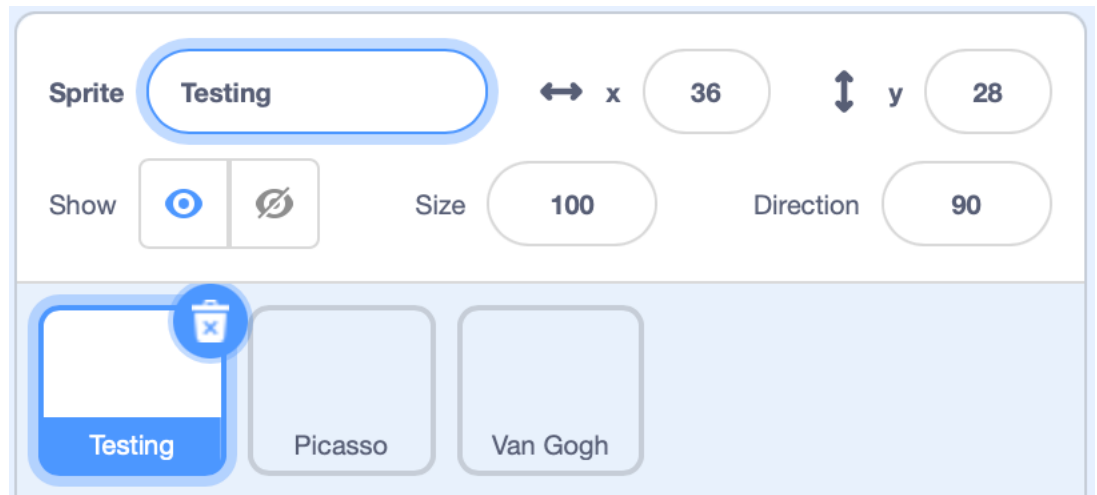 Sprite Testing x 36 y 28
Show Size 100 Direction 90
Testing Picasso Van Gogh